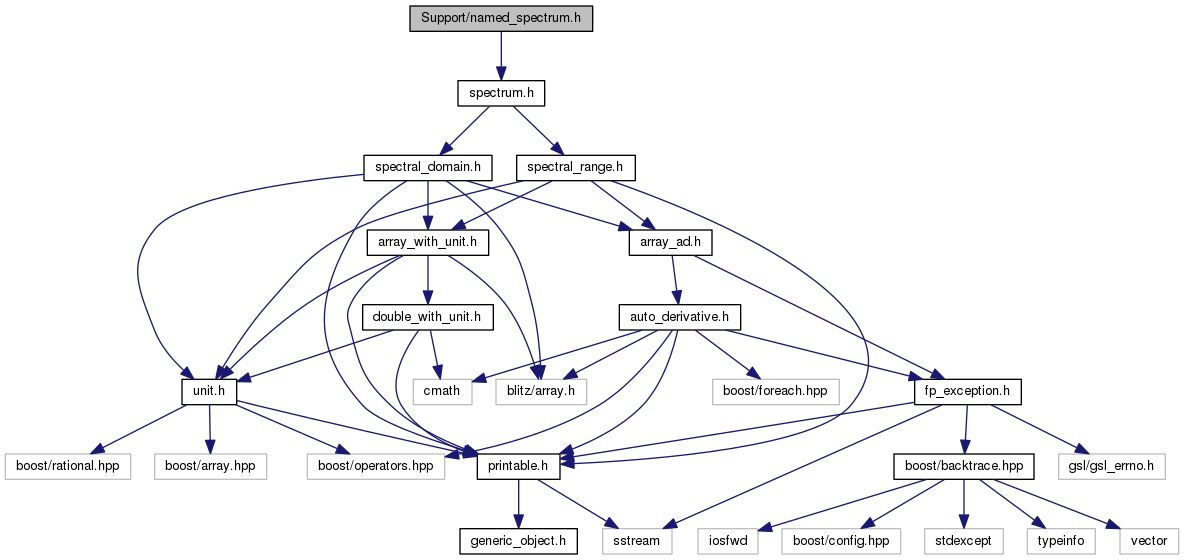 Support/named_spectrum.h
spectrum.h
spectral_domain.h
spectral_range.h
array_with_unit.h
array_ad.h
double_with_unit.h
auto_derivative.h
unit.h
cmath
blitz/array.h
boost/foreach.hpp
fp_exception.h
boost/rational.hpp
boost/array.hpp
boost/operators.hpp
printable.h
boost/backtrace.hpp
gsl/gsl_errno.h
generic_object.h
sstream
iosfwd
boost/config.hpp
stdexcept
typeinfo
vector